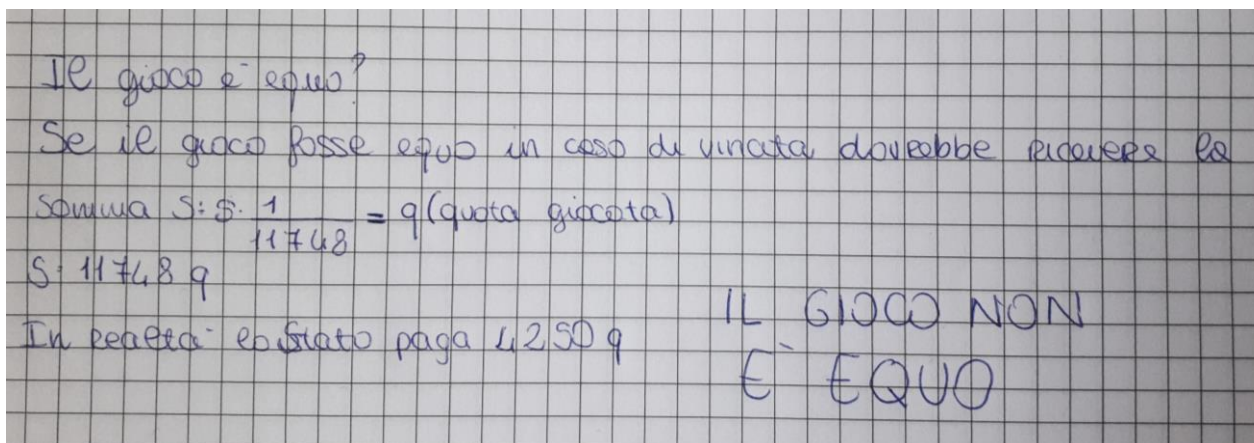 Il gioco è equo?
Se il gioco fosse equo in caso di vincata dovrebbe ricevere la
somma S: S · 1/11748 = q (quota giocata)
S: 11748 q
In realtà lo Stato paga 4250 q
IL GIOCO NON
È EQUO